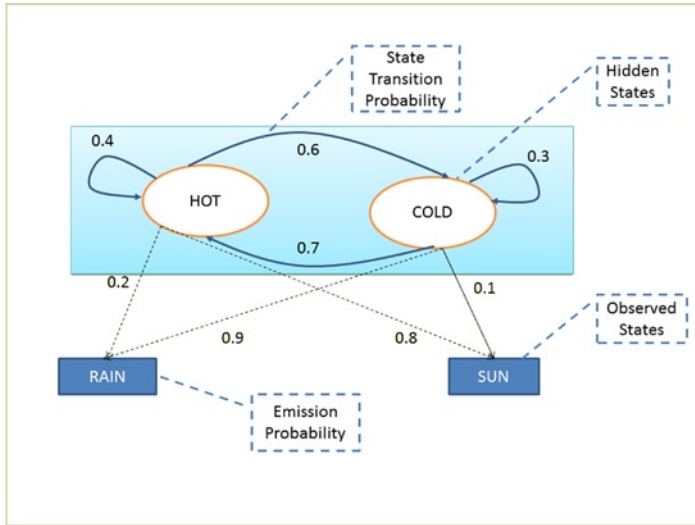 State
Transition
Probability
Hidden
States
0.4
0.6
0.3
HOT
COLD
0.7
0.2
0.1
0.9
0.8
Observed
States
RAIN
SUN
Emission
Probability